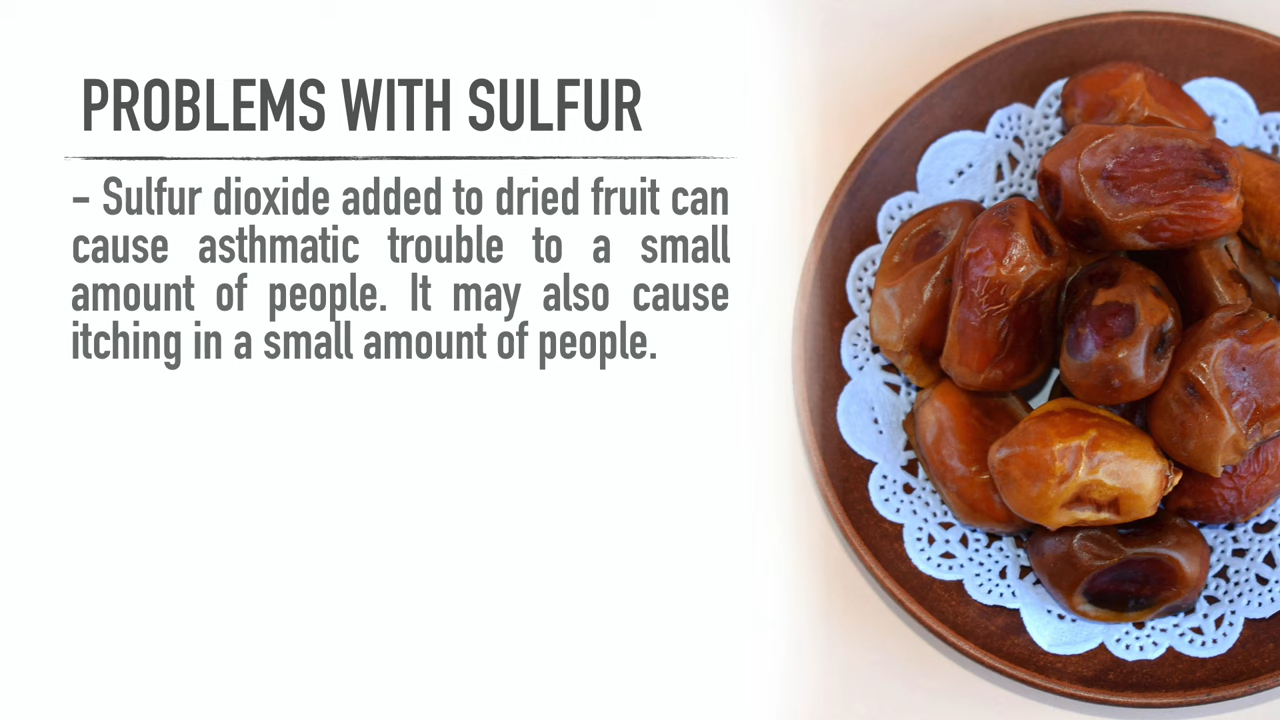 PROBLEMS WITH SULFUR
- Sulfur dioxide added to dried fruit can
cause asthmatic trouble to a small
amount of people. It may also cause
itching in a small amount of people.